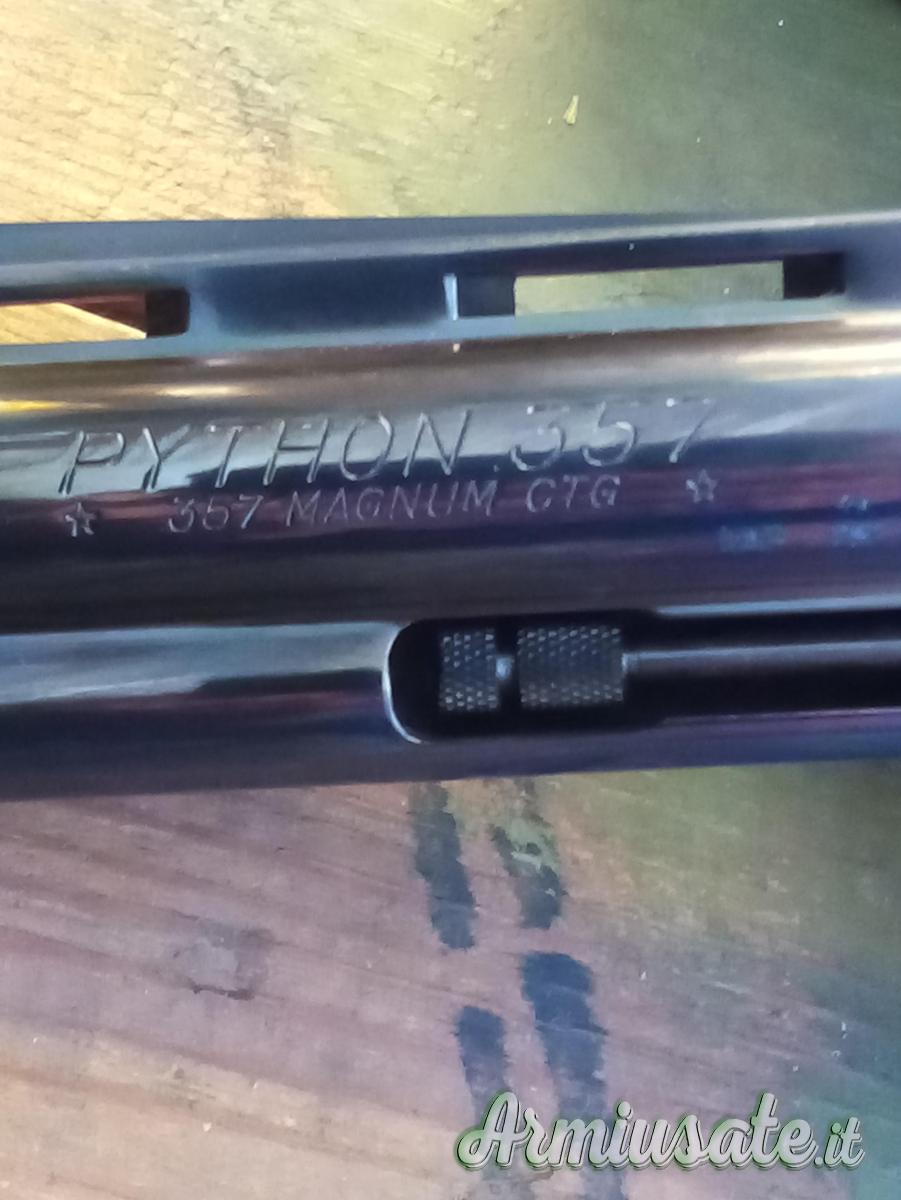 PYTHON 357
☆ 357 MAGNUM CTG ☆
Armiusate.it